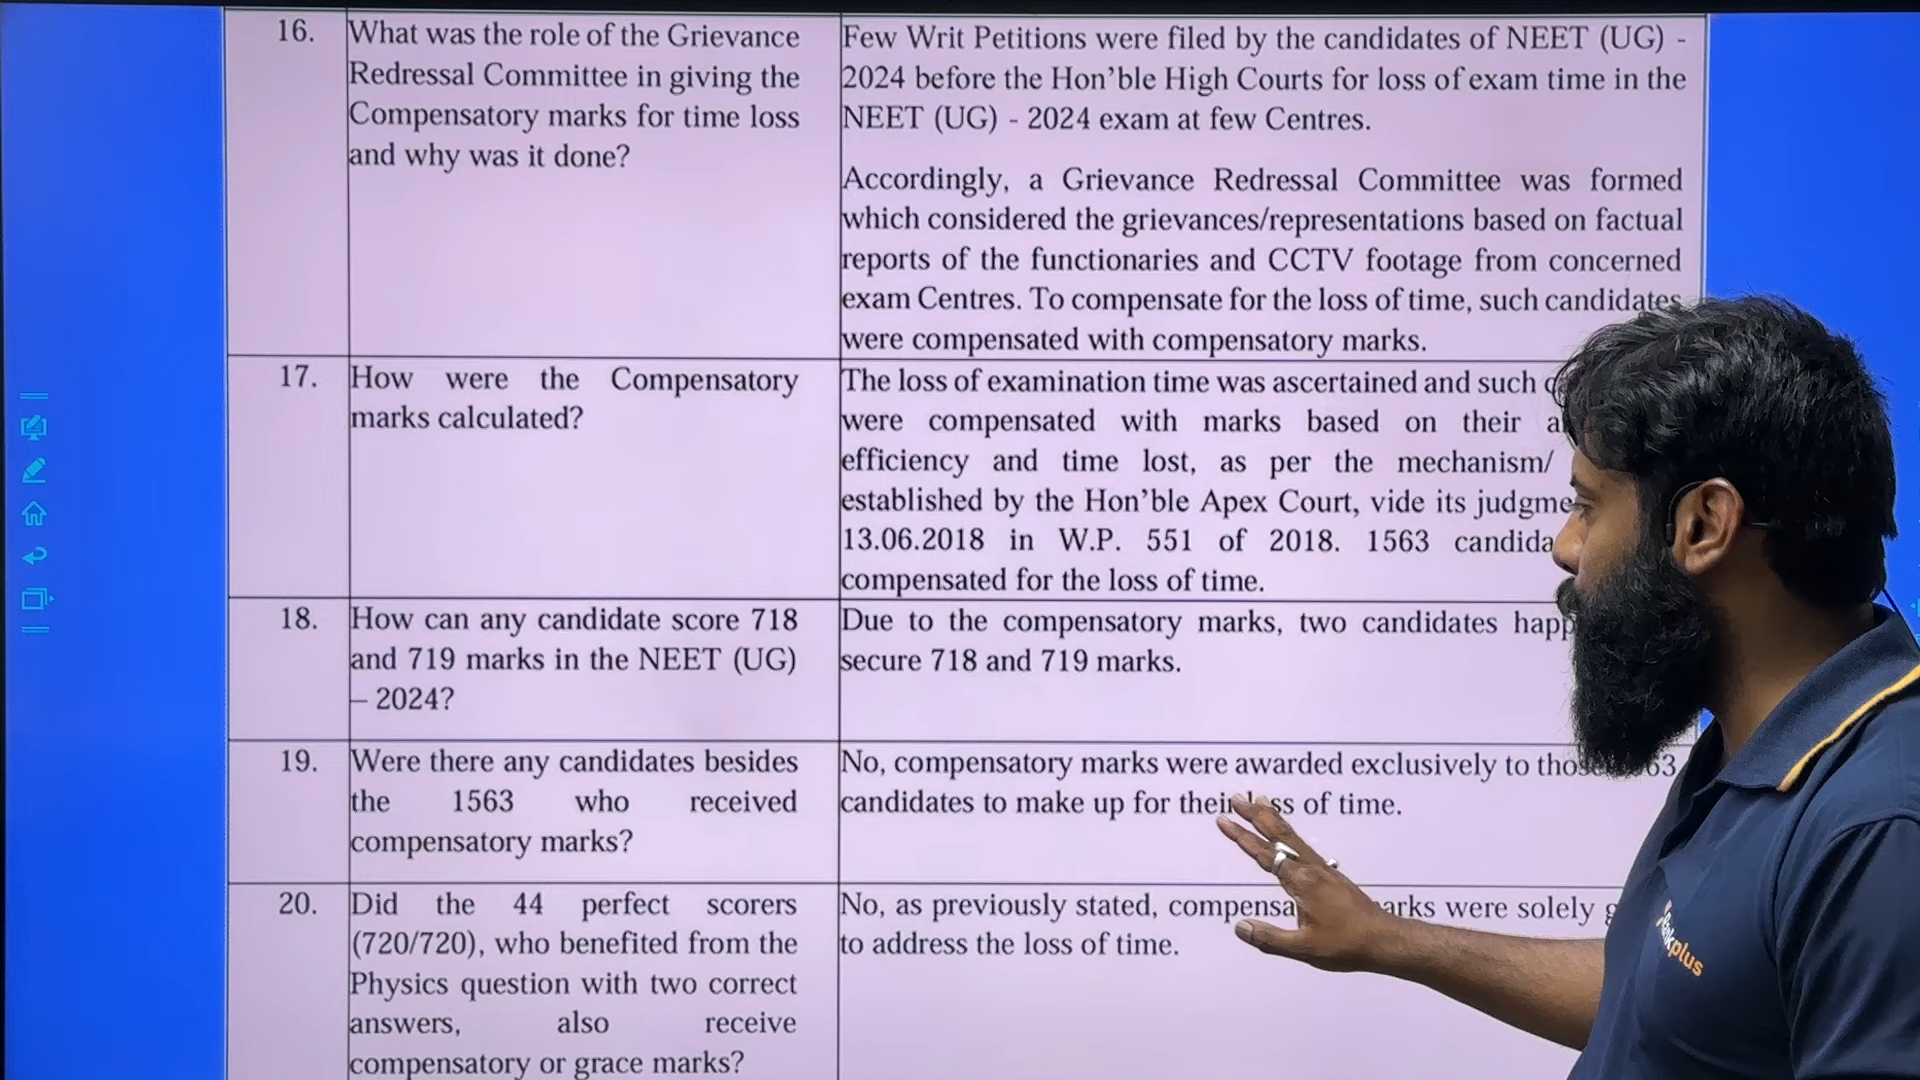 16.
What was the role of the Grievance
Redressal Committee in giving the
Compensatory marks for time loss
and why was it done?
Few Writ Petitions were filed by the candidates of NEET (UG) -
2024 before the Hon'ble High Courts for loss of exam time in the
NEET (UG) - 2024 exam at few Centres.
Accordingly, a Grievance Redressal Committee was formed
which considered the grievances/representations based on factual
reports of the functionaries and CCTV footage from concerned
exam Centres. To compensate for the loss of time, such candidates
were compensated with compensatory marks.
17.
How were the Compensatory
marks calculated?
The loss of examination time was ascertained and such
were compensated with marks based on their
efficiency and time lost, as per the mechanism/
established by the Hon'ble Apex Court, vide its
13.06.2018 in W.P. 551 of 2018. 1563
compensated for the loss of time.
18.
How can any candidate score 718
and 719 marks in the NEET (UG)
– 2024?
Due to the compensatory marks, two candidates
secure 718 and 719 marks.
19.
Were there any candidates besides
the 1563 who received
compensatory marks?
No, compensatory marks were awarded exclusively to
candidates to make up for their loss of time.
20.
Did the 44 perfect scorers
(720/720), who benefited from the
Physics question with two correct
answers, also receive
compensatory or grace marks?
No, as previously stated, marks were solely
to address the loss of time.
Rankplus